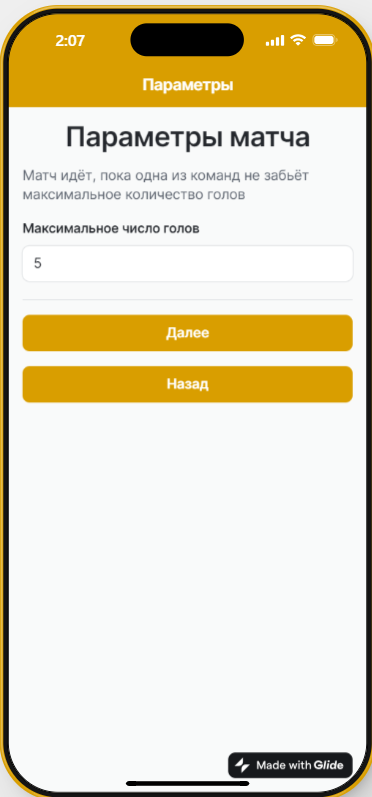 2:07
Параметры
Параметры матча
Матч идёт, пока одна из команд не забьёт
максимальное количество голов
Максимальное число голов
5
Далее
Назад
Made with Glide